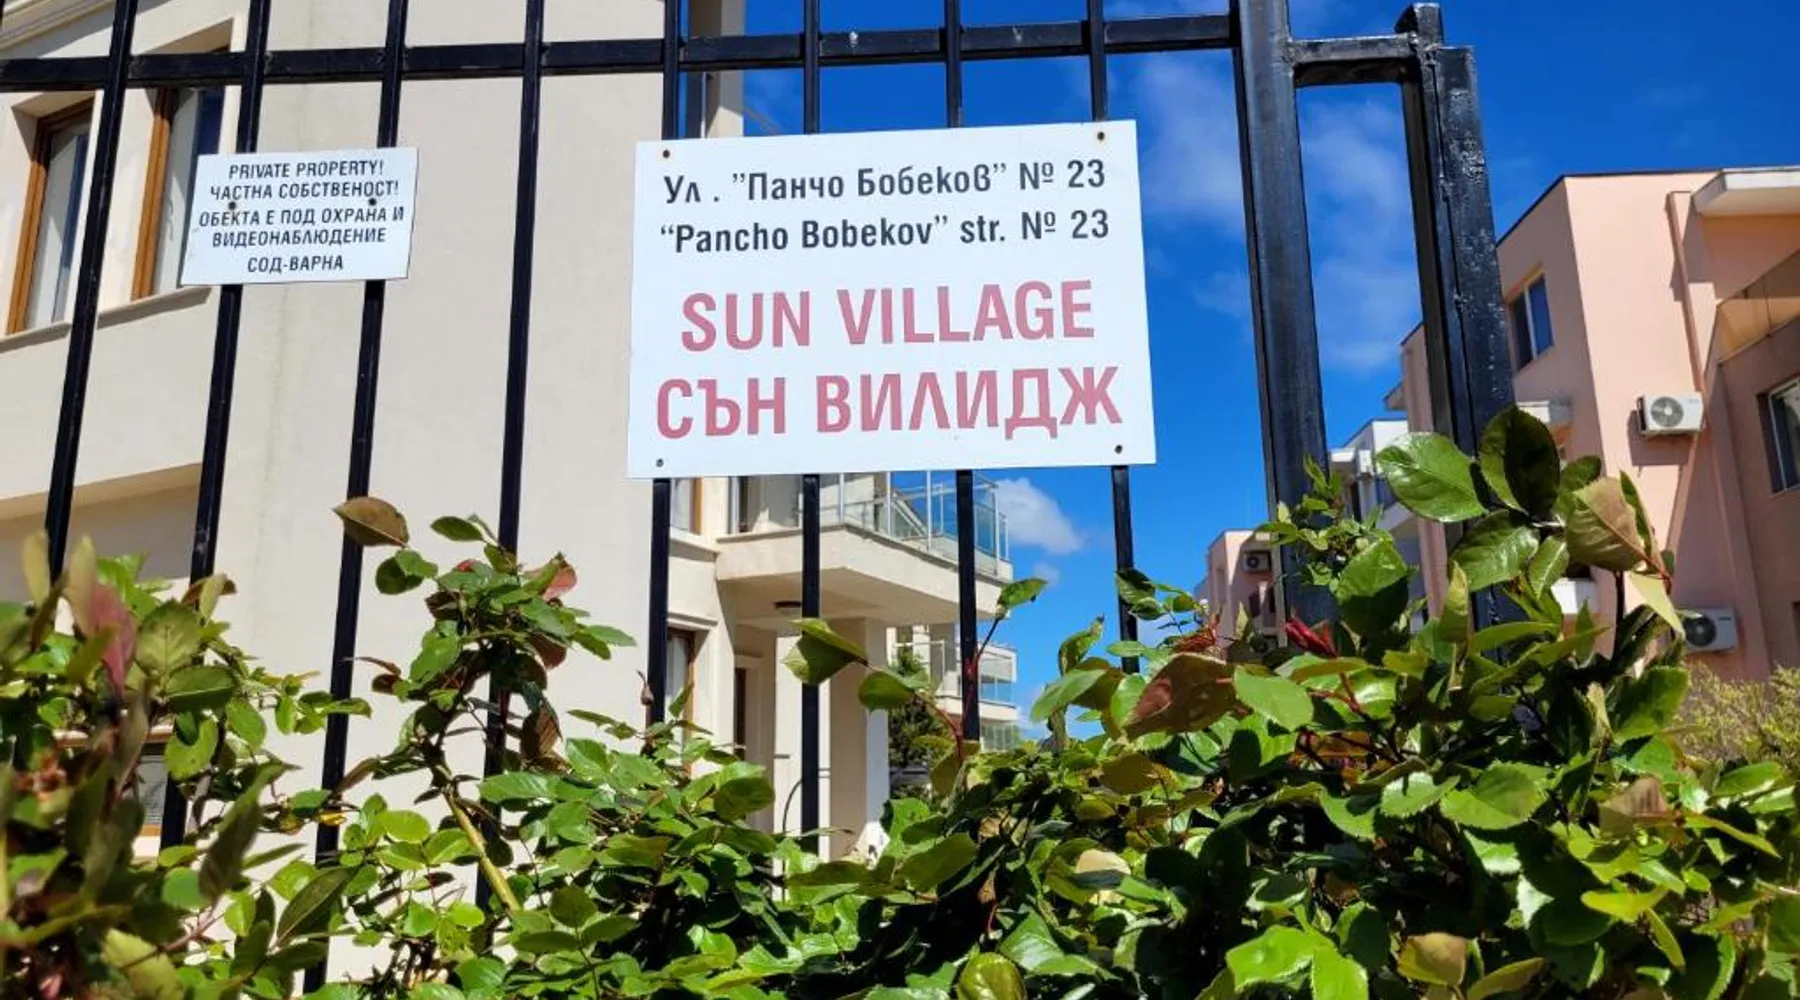 PRIVATE PROPERTY!
ЧАСТНА СОБСТВЕНОСТ!
ОБЕКТА Е ПОД ОХРАНА И
ВИДЕОНАБЛЮДЕНИЕ
СОД-ВАРНА
Ул . "Панчо Бобеков" № 23
"Pancho Bobekov" str. № 23
SUN VILLAGE
СЪН ВИЛИДЖ